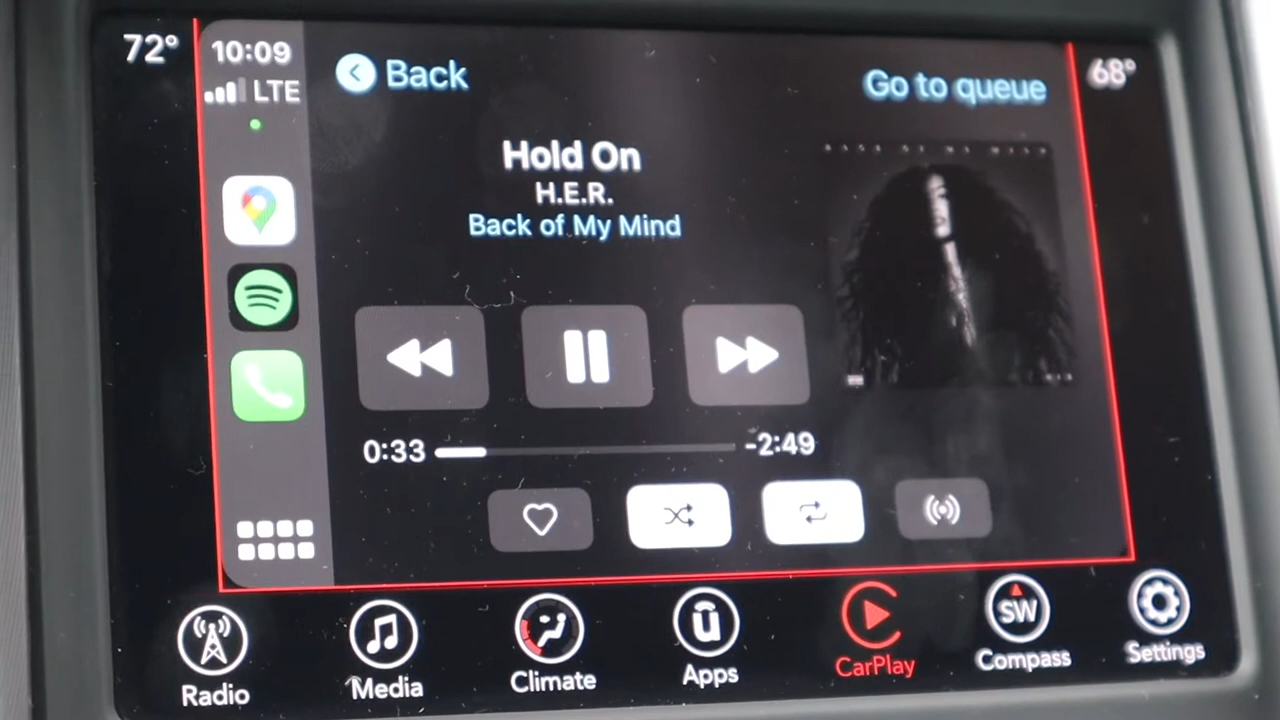 72°
10:09
LTE
Back
Go to queue
68°
Hold On
H.E.R.
Back of My Mind
0:33
-2:49
SW
Radio
Media
Climate
Apps
CarPlay
Compass
Settings